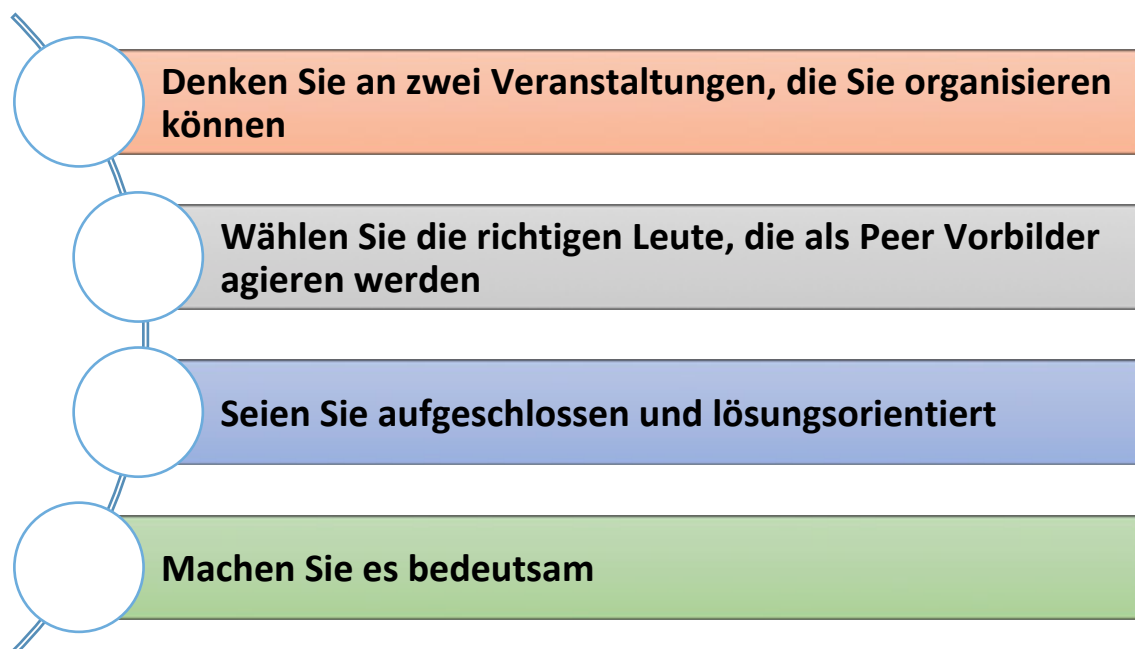 Denken Sie an zwei Veranstaltungen, die Sie organisieren
können
Wählen Sie die richtigen Leute, die als Peer Vorbilder
agieren werden
Seien Sie aufgeschlossen und lösungsorientiert
Machen Sie es bedeutsam